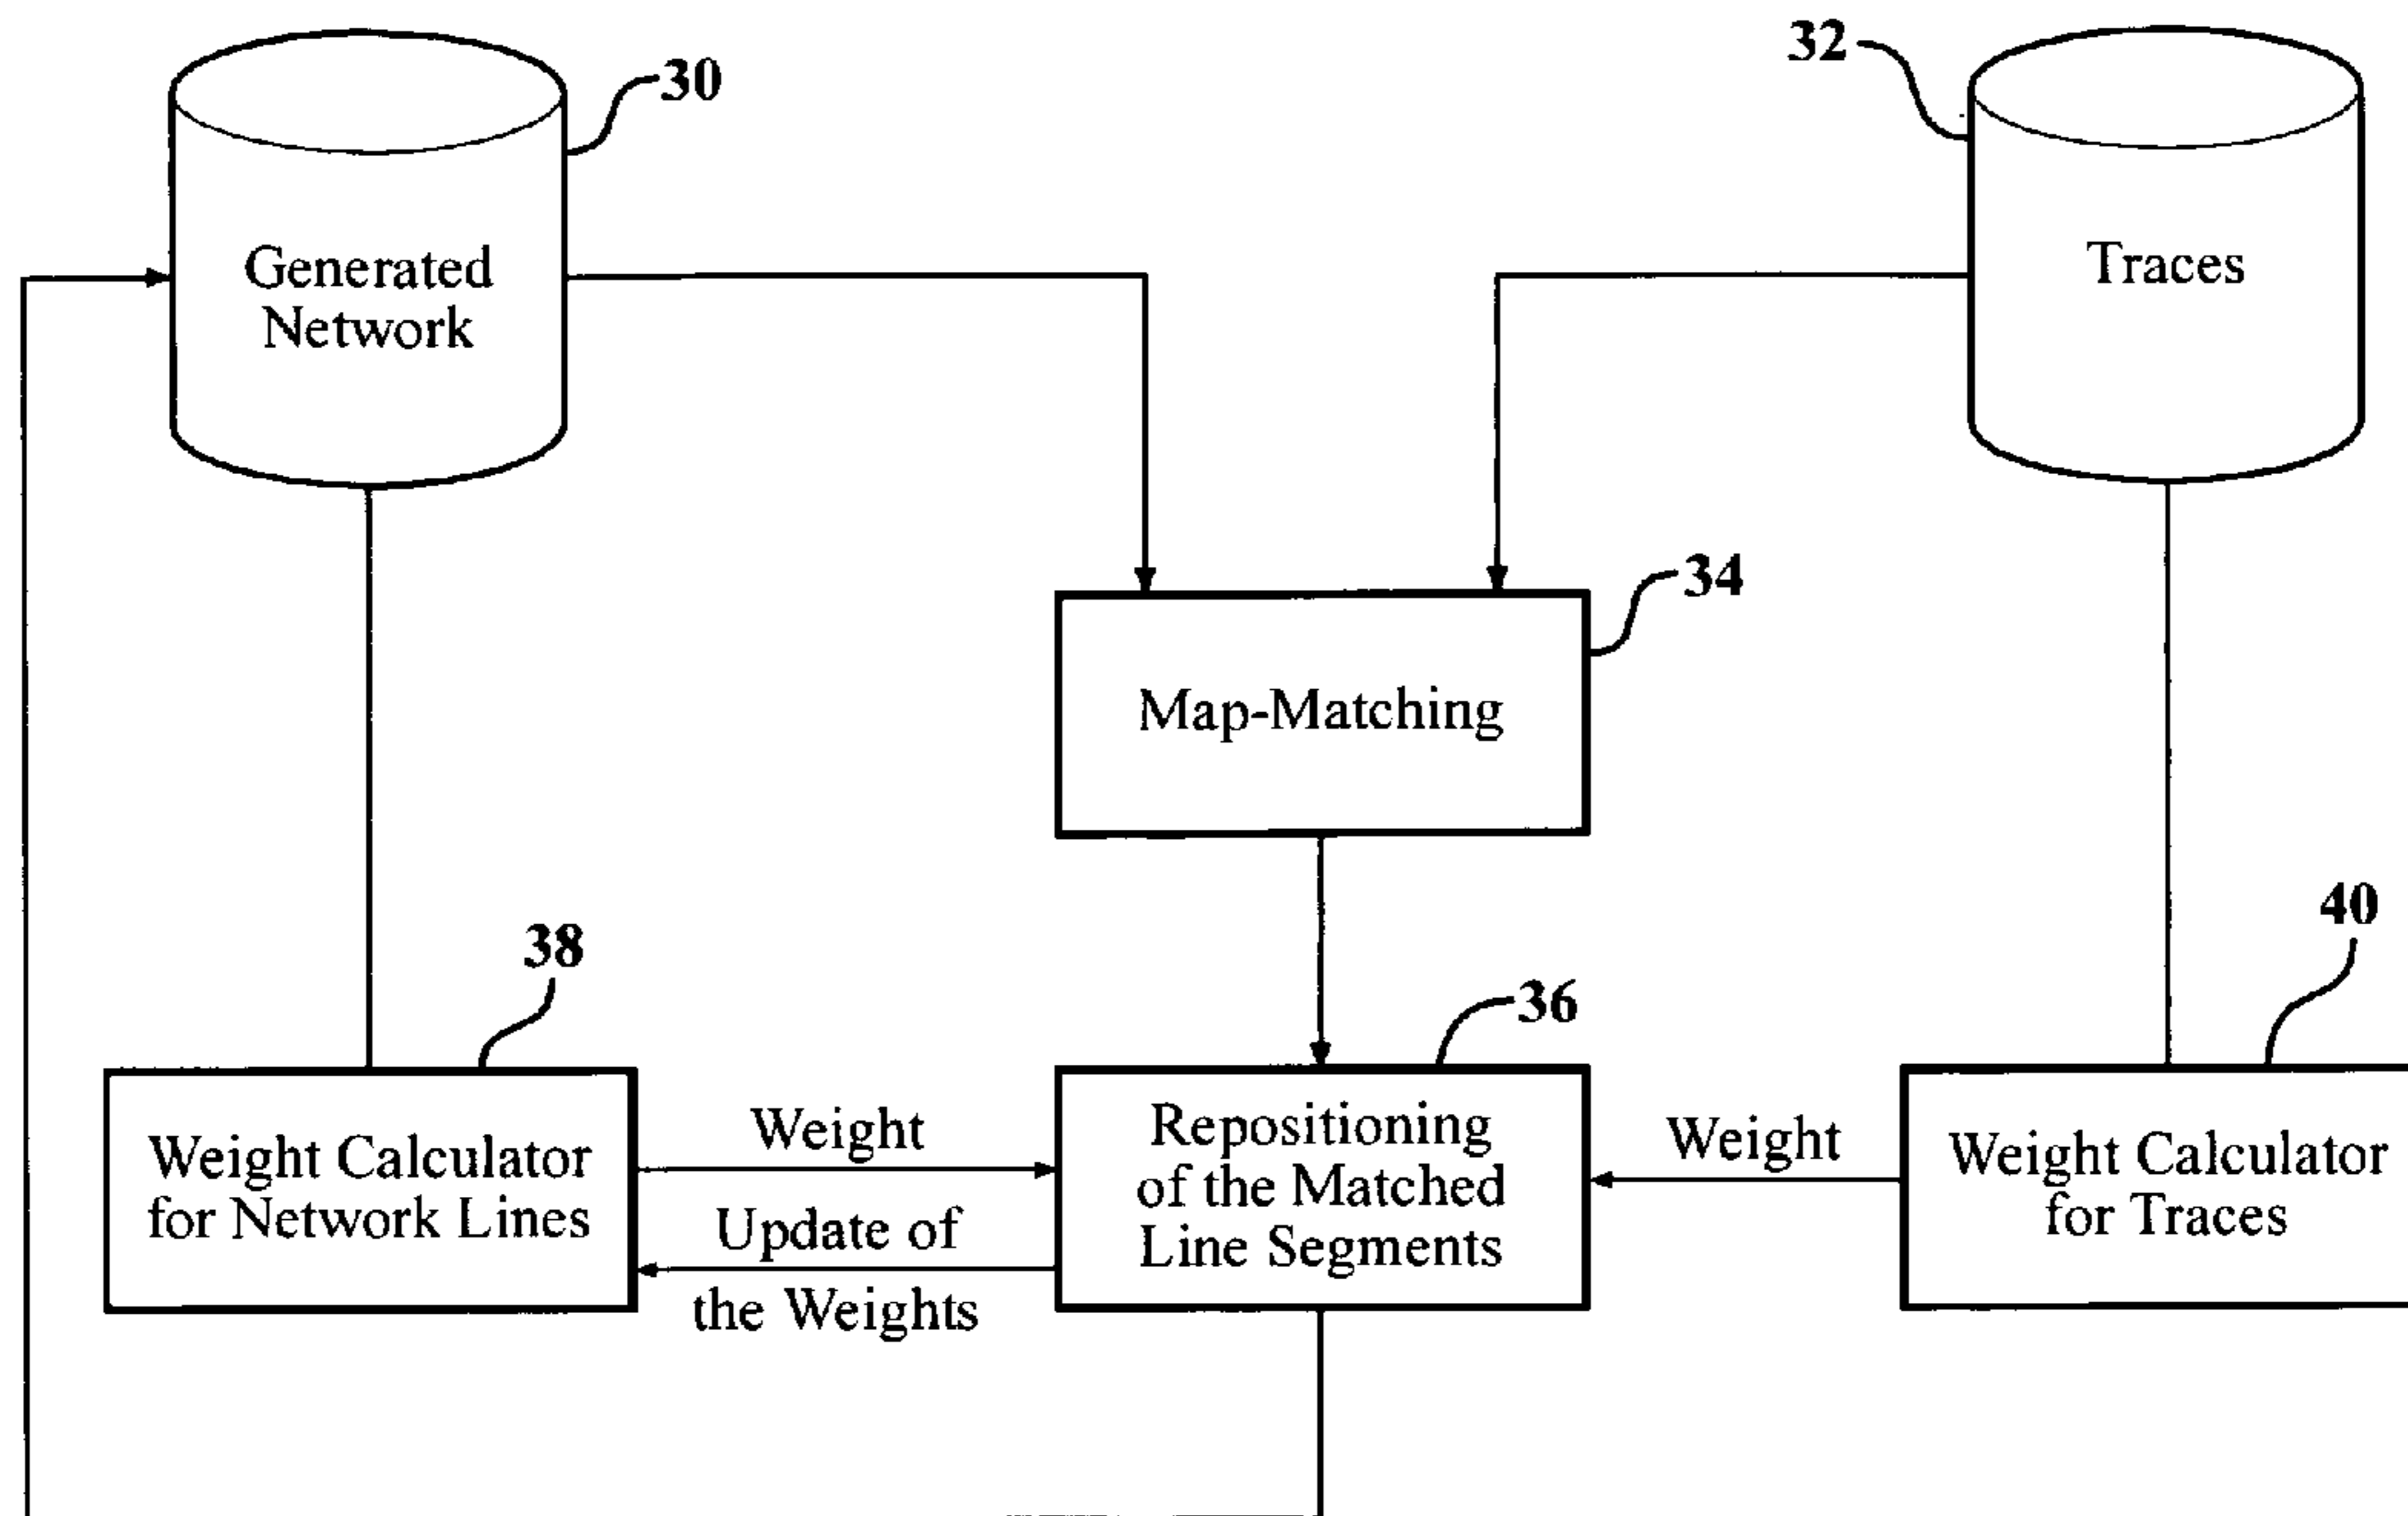 30
32
Generated
Network
Traces
34
Map-Matching
38
36
40
Weight Calculator
for Network Lines
Weight
Update of
the Weights
Repositioning
of the Matched
Line Segments
Weight
Weight Calculator
for Traces